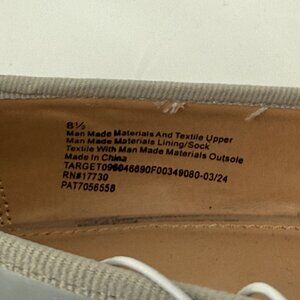 8½
Man Made Materials And Textile Upper
Man Made Materials Lining/Sock
Textile With Man Made Materials Outsole
Made In China
TARGET096046690F00349080-03/24
RN#17730
PAT7056558